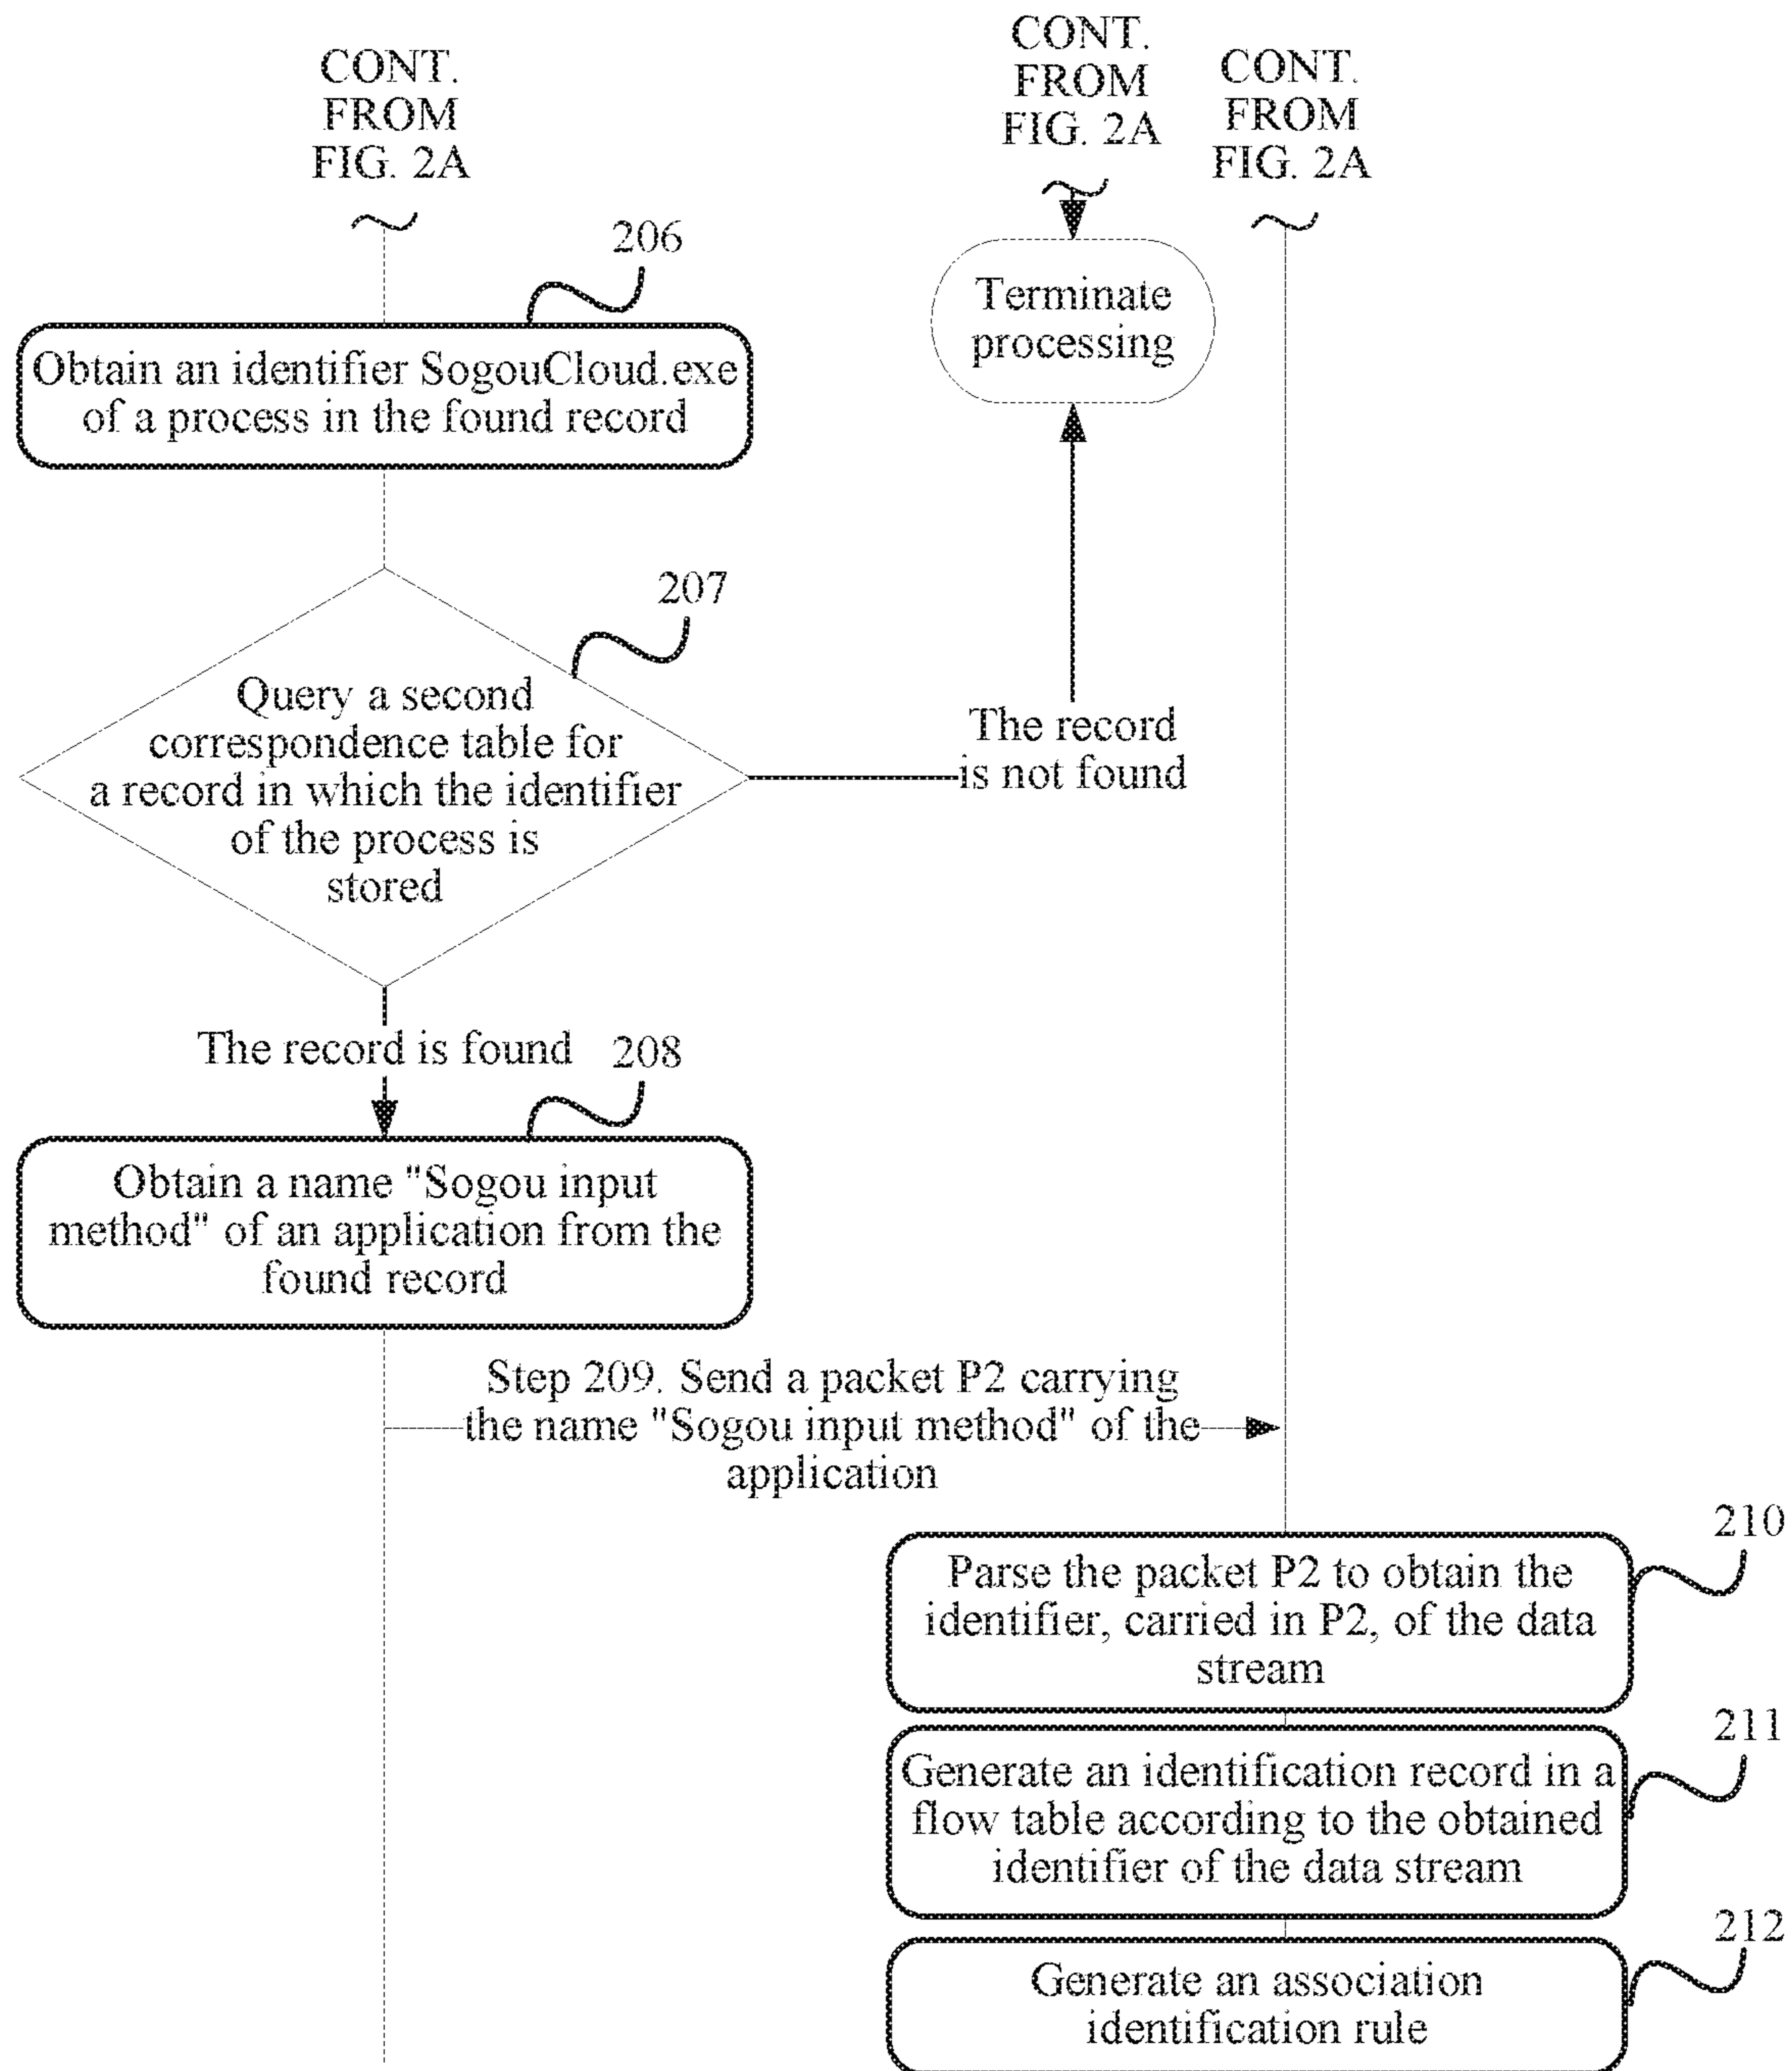 CONT.
FROM
FIG. 2A
CONT.
FROM
FIG. 2A
CONT.
FROM
FIG. 2A
206
Terminate
processing
Obtain an identifier SogouCloud.exe
of a process in the found record
207
Query a second
correspondence table for
a record in which the identifier
of the process is
stored
The record
is not found
The record is found
208
Obtain a name "Sogou input
method" of an application from the
found record
Step 209. Send a packet P2 carrying
the name "Sogou input method" of the
application
210
Parse the packet P2 to obtain the
identifier, carried in P2, of the data
stream
211
Generate an identification record in a
flow table according to the obtained
identifier of the data stream
212
Generate an association
identification rule